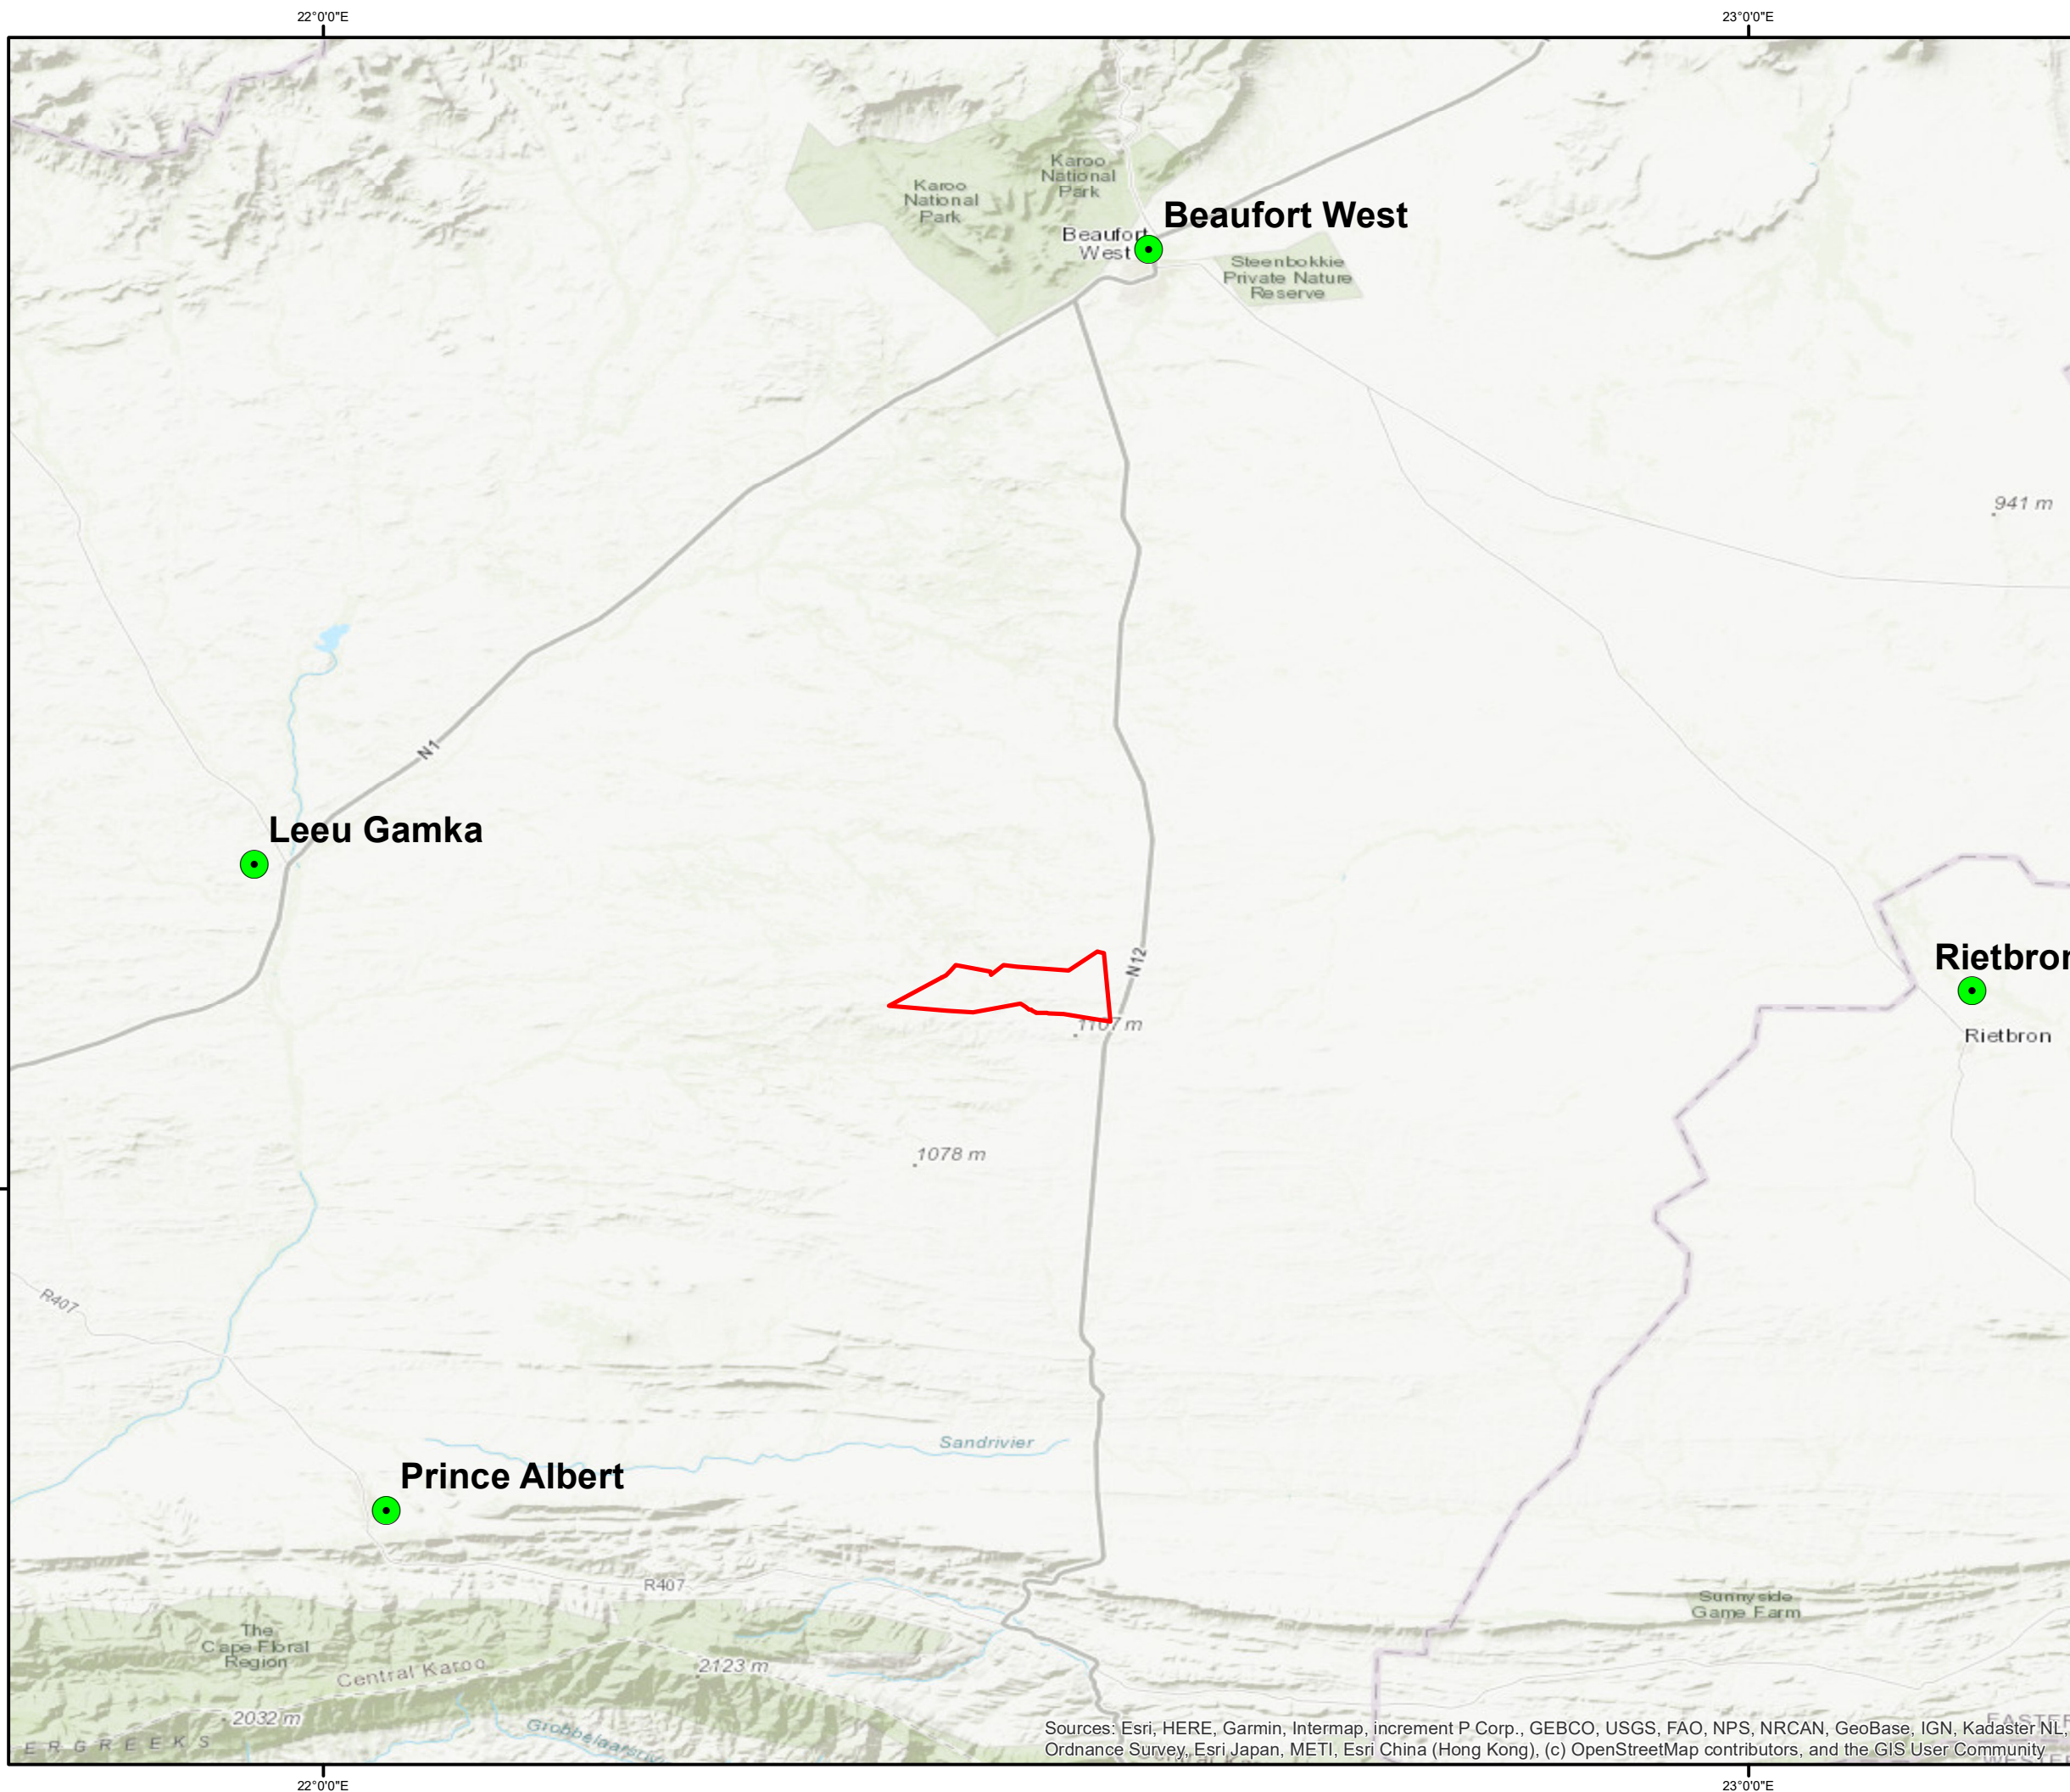 22°0'0"E
23°0'0"E
Karoo
National
Park
Karoo
National
Park
Beaufort West
Beaufort
West
Steenbokkie
Private Nature
Reserve
941 m
N1
Leeu Gamka
N12
Rietbron
Rietbron
1107 m
1078 m
R407
Sandrivier
Prince Albert
R407
Sunnyside
Game Farm
The
Cape Floral
Region
Central Karoo
2123 m
2032 m
Grobbelaarsriv
ERGREEKS
Sources: Esri, HERE, Garmin, Intermap, increment P Corp., GEBCO, USGS, FAO, NPS, NRCAN, GeoBase, IGN, Kadaster NL,
Ordnance Survey, Esri Japan, METI, Esri China (Hong Kong), (c) OpenStreetMap contributors, and the GIS User Community
22°0'0"E
23°0'0"E